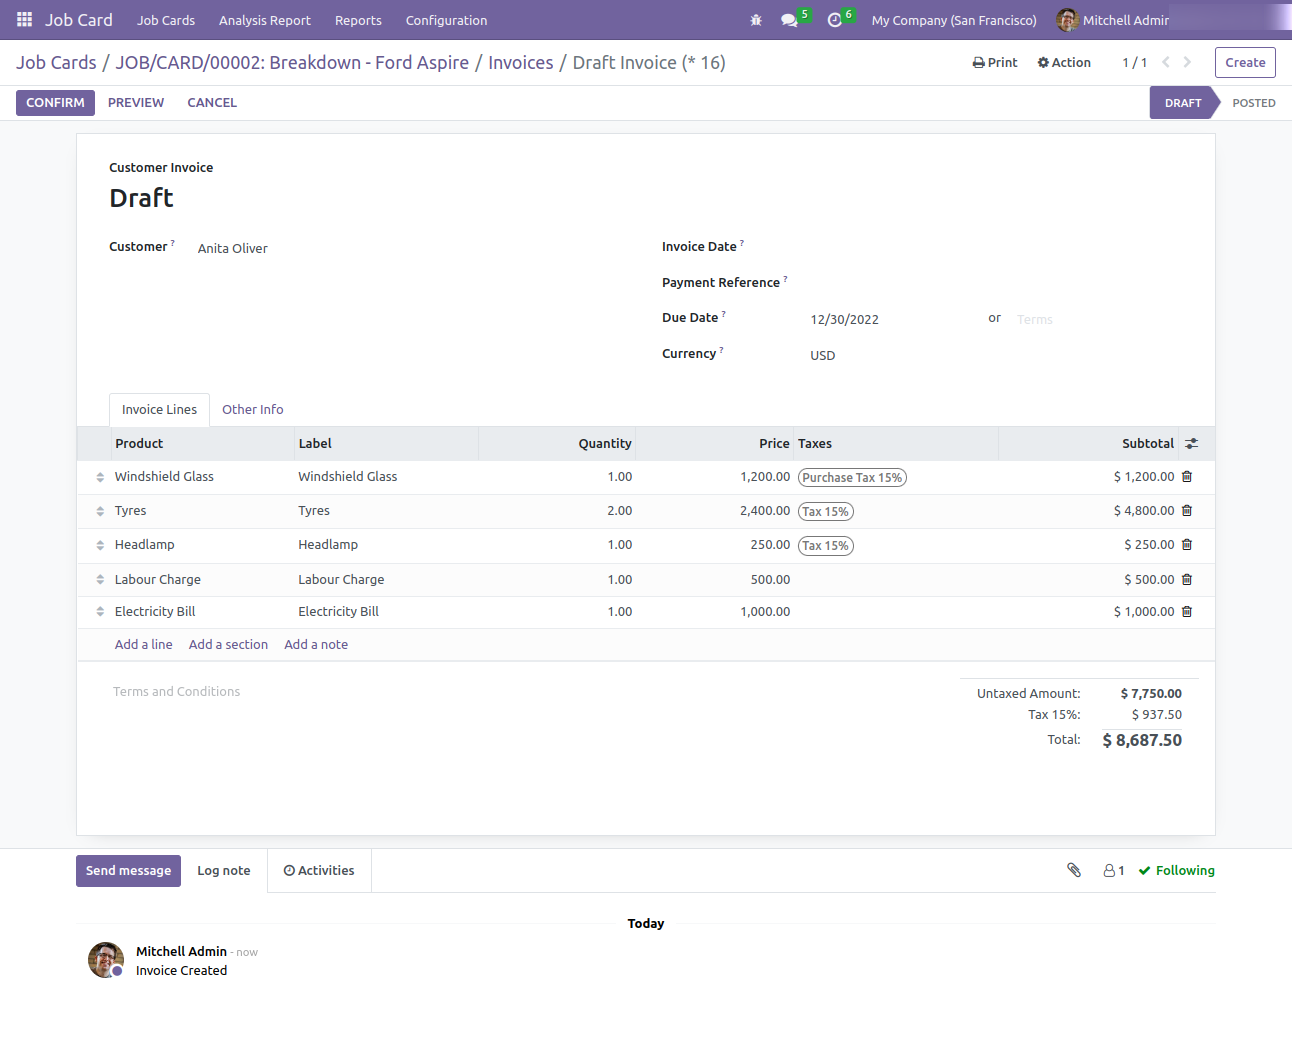 Job Card Job Cards Analysis Report Reports Configuration 5 6 My Company (San Francisco) Mitchell Admin
Job Cards / JOB/CARD/00002: Breakdown - Ford Aspire / Invoices / Draft Invoice (* 16) Print Action 1 / 1 Create
CONFIRM PREVIEW CANCEL DRAFT POSTED
Customer Invoice
Draft
Customer ? Anita Oliver Invoice Date ?
Payment Reference ?
Due Date ? 12/30/2022 or Terms
Currency ? USD
Invoice Lines Other Info
Product Label Quantity Price Taxes Subtotal
Windshield Glass Windshield Glass 1.00 1,200.00 Purchase Tax 15% $ 1,200.00
Tyres Tyres 2.00 2,400.00 Tax 15% $ 4,800.00
Headlamp Headlamp 1.00 250.00 Tax 15% $ 250.00
Labour Charge Labour Charge 1.00 500.00 $ 500.00
Electricity Bill Electricity Bill 1.00 1,000.00 $ 1,000.00
Add a line Add a section Add a note
Terms and Conditions Untaxed Amount: $ 7,750.00
Tax 15%: $ 937.50
Total: $ 8,687.50
Send message Log note Activities 1 Following
Today
Mitchell Admin - now
Invoice Created